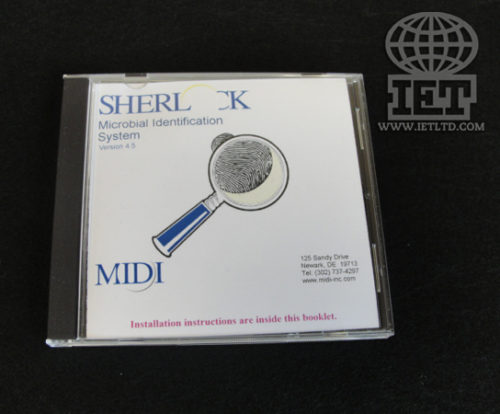 IET
WWW.IETLTD.COM
SHERLOCK
Microbial Identification
System
Version 4.5
MIDI
125 Sandy Drive
Newark, DE 19713
Tel: (302) 737-4297
www.midi-inc.com
Installation instructions are inside this booklet.